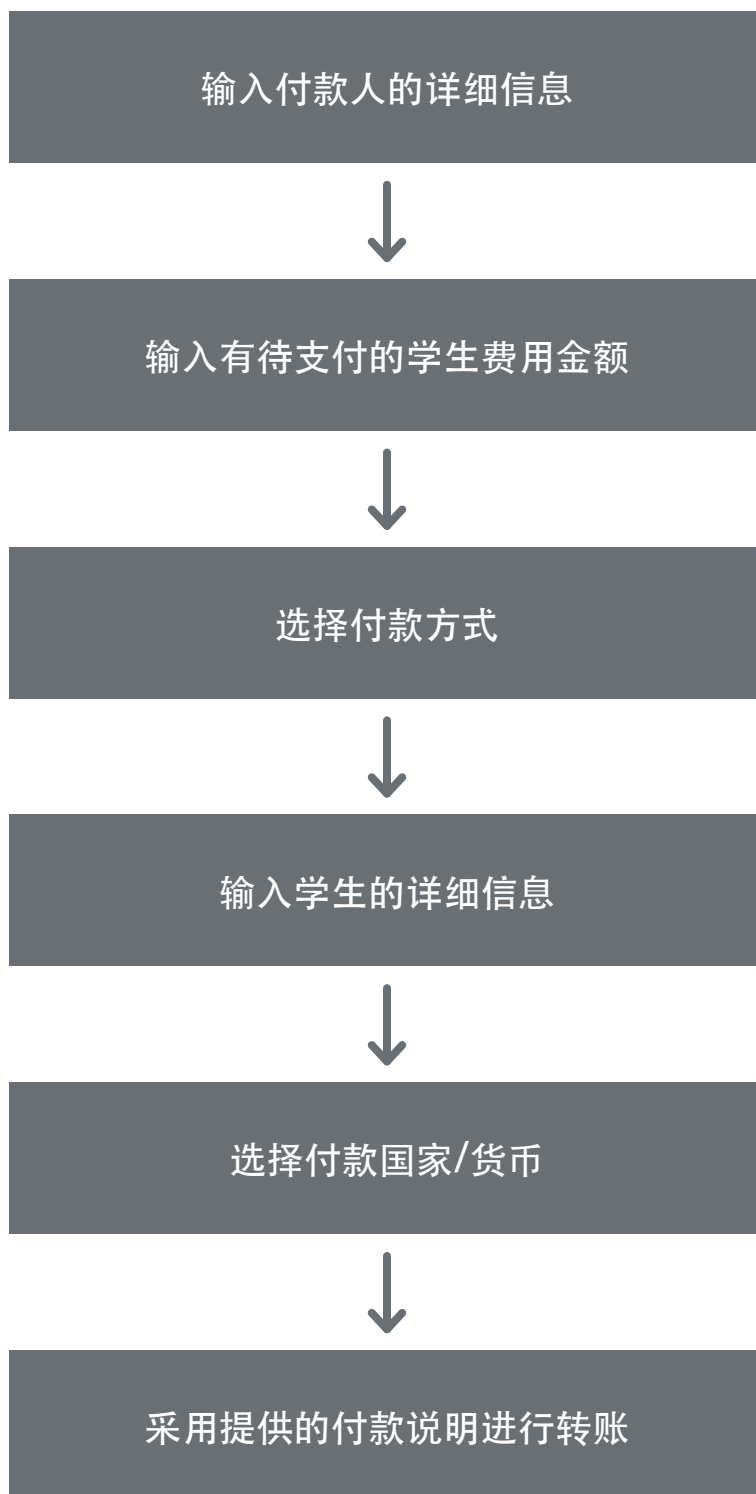 输入付款人的详细信息
输入有待支付的学生费用金额
选择付款方式
输入学生的详细信息
选择付款国家/货币
采用提供的付款说明进行转账